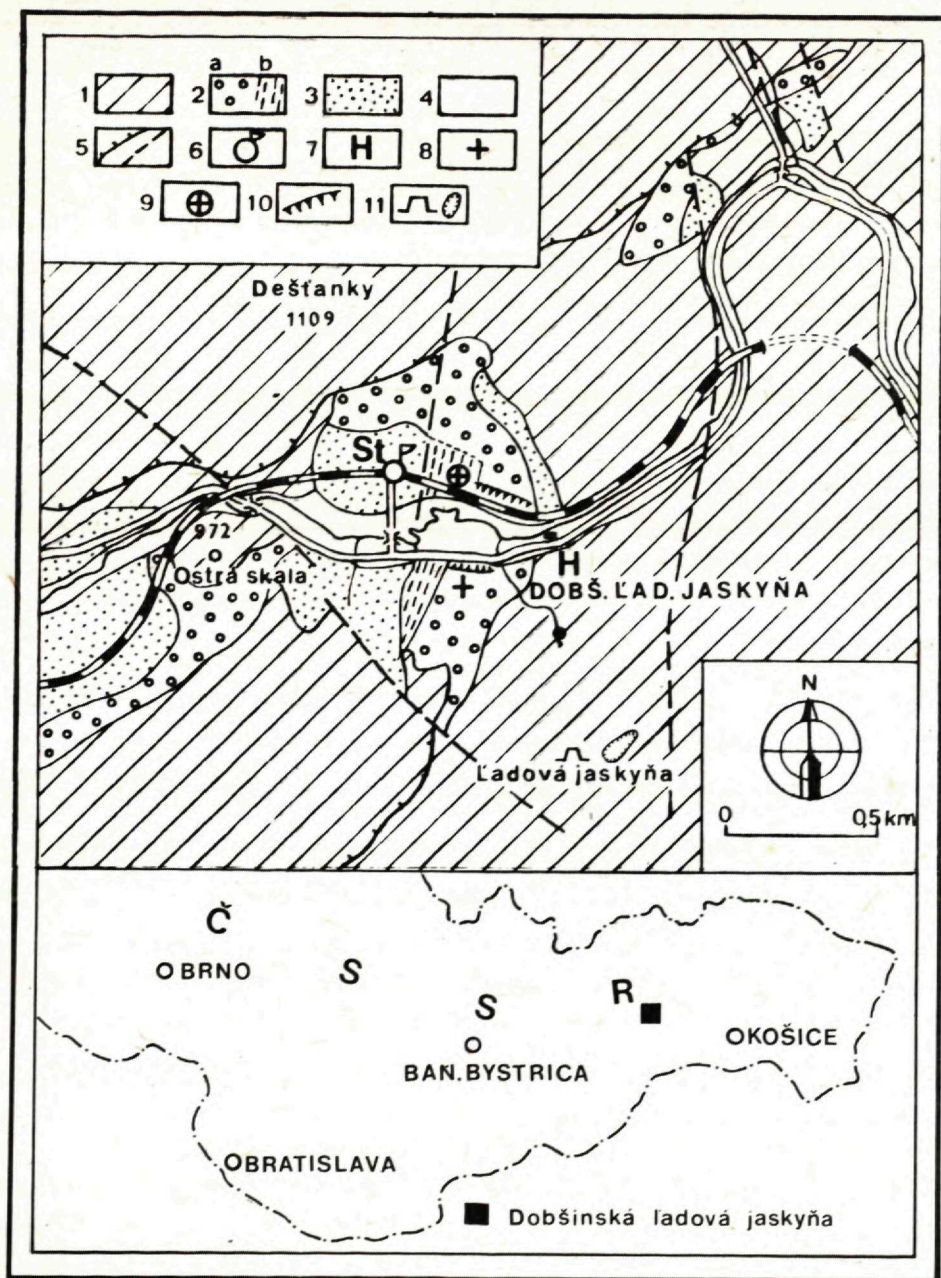 a b
1 2 3 4
5 6 7 H 8 +
9 10 11
Dešťanky
1109
St
972
Ostrá skala
H
DOBŠ. ĽAD. JASKYŇA
Ľadová jaskyňa
N
0 0,5 km
Č S S R
BRNO
KOŠICE
BAN. BYSTRICA
BRATISLAVA
Dobšinská ľadová jaskyňa